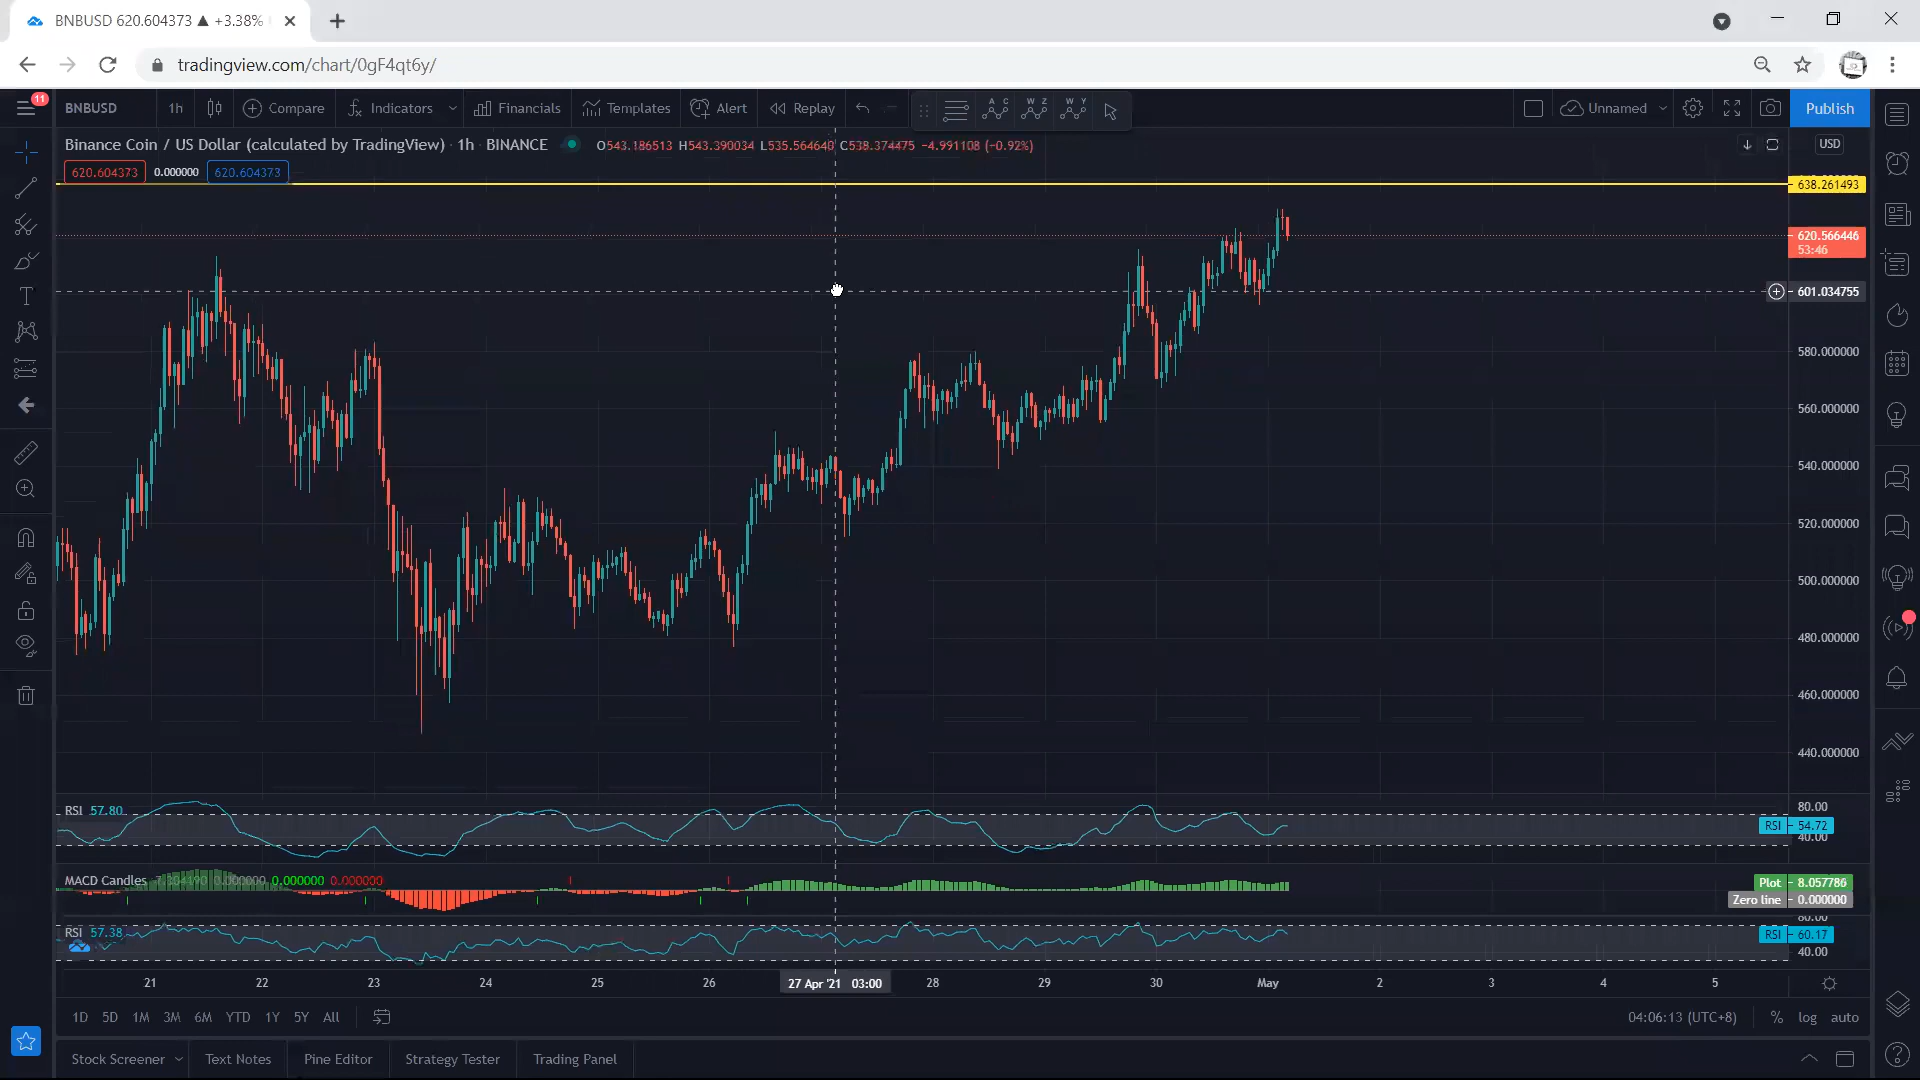 BNBUSD 620.604373 ▲ +3.38%
tradingview.com/chart/0gF4qt6y/
11
BNBUSD 1h Compare Indicators Financials Templates Alert Replay Unnamed Publish
A C W Z W Y
Binance Coin / US Dollar (calculated by TradingView) · 1h · BINANCE O543.186513 H543.390034 L535.564640 C538.374475 -4.991108 (-0.92%) USD
620.604373 0.000000 620.604373
638.261493
620.566446
53:46
601.034755
580.000000
560.000000
540.000000
520.000000
500.000000
480.000000
460.000000
440.000000
RSI 57.80 80.00
RSI 54.72
40.00
MACD Candles 0.000000 0.000000 0.000000
Plot 8.057786
Zero line 0.000000
80.00
RSI 57.38 RSI 60.17
40.00
21 22 23 24 25 26 27 Apr '21 03:00 28 29 30 May 2 3 4 5
1D 5D 1M 3M 6M YTD 1Y 5Y All 04:06:13 (UTC+8) % log auto
Stock Screener Text Notes Pine Editor Strategy Tester Trading Panel